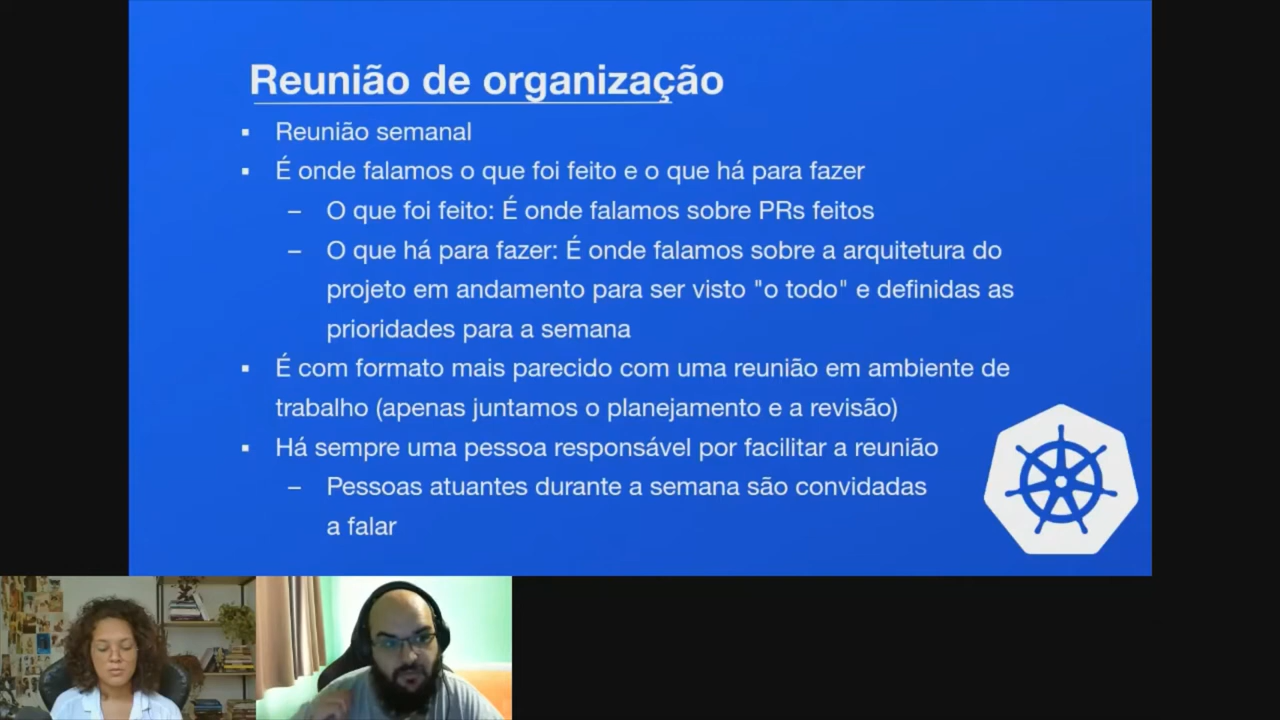 Reunião de organização
▪ Reunião semanal
▪ É onde falamos o que foi feito e o que há para fazer
– O que foi feito: É onde falamos sobre PRs feitos
– O que há para fazer: É onde falamos sobre a arquitetura do
projeto em andamento para ser visto "o todo" e definidas as
prioridades para a semana
▪ É com formato mais parecido com uma reunião em ambiente de
trabalho (apenas juntamos o planejamento e a revisão)
▪ Há sempre uma pessoa responsável por facilitar a reunião
– Pessoas atuantes durante a semana são convidadas
a falar